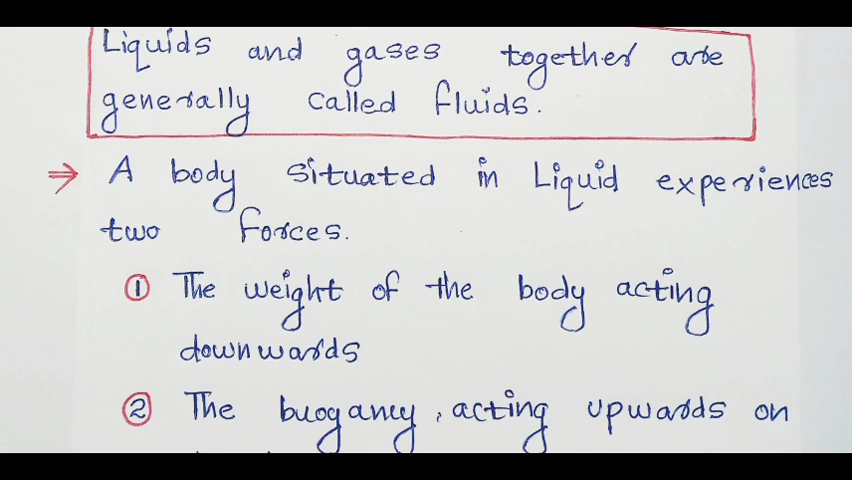 Liquids and gases together are
generally called fluids.
⇒ A body situated in Liquid experiences
two forces.
① The weight of the body acting
downwards
② The buogancy, acting upwards on